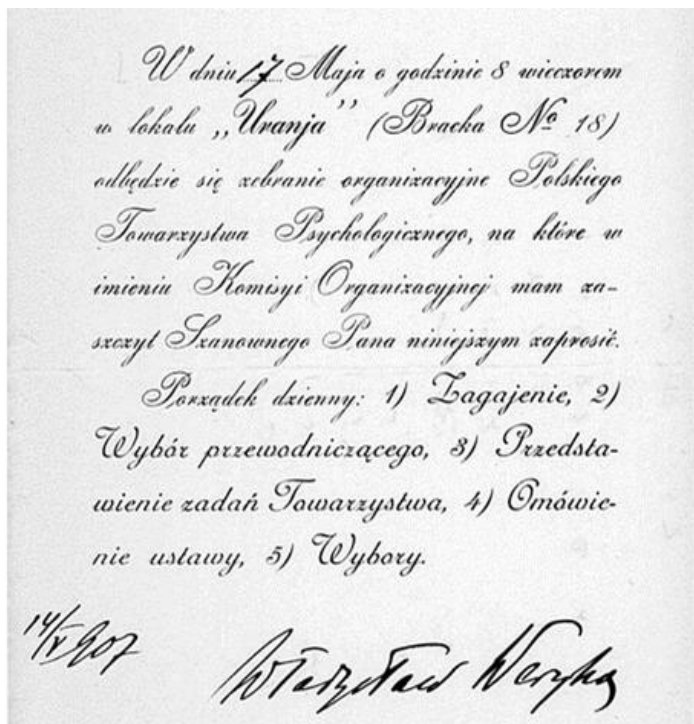 W dniu 17 Maja o godzinie 8 wieczorem
w lokalu „Uranja” (Bracka № 18)
odbędzie się zebranie organizacyjne Polskiego
Towarzystwa Psychologicznego, na które w
imieniu Komisyi Organizacyjnej mam za-
szczyt Szanownego Pana niniejszym zaprosić.
Porządek dzienny: 1) Zagajenie, 2)
Wybór przewodniczącego, 3) Przedsta-
wienie zadań Towarzystwa, 4) Omówie-
nie ustawy, 5) Wybory.
14/V 907
Władysław Weryho